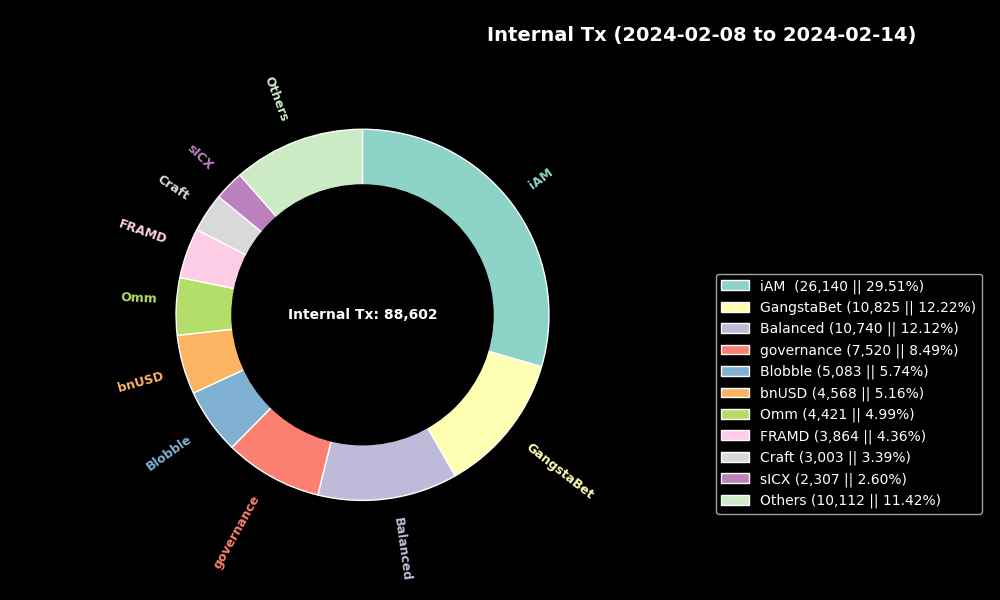 Internal Tx (2024-02-08 to 2024-02-14)
Others
sICX
Craft
FRAMD
Omm
bnUSD
Blobble
governance
Balanced
GangstaBet
iAM
Internal Tx: 88,602
iAM  (26,140 || 29.51%)
GangstaBet (10,825 || 12.22%)
Balanced (10,740 || 12.12%)
governance (7,520 || 8.49%)
Blobble (5,083 || 5.74%)
bnUSD (4,568 || 5.16%)
Omm (4,421 || 4.99%)
FRAMD (3,864 || 4.36%)
Craft (3,003 || 3.39%)
sICX (2,307 || 2.60%)
Others (10,112 || 11.42%)